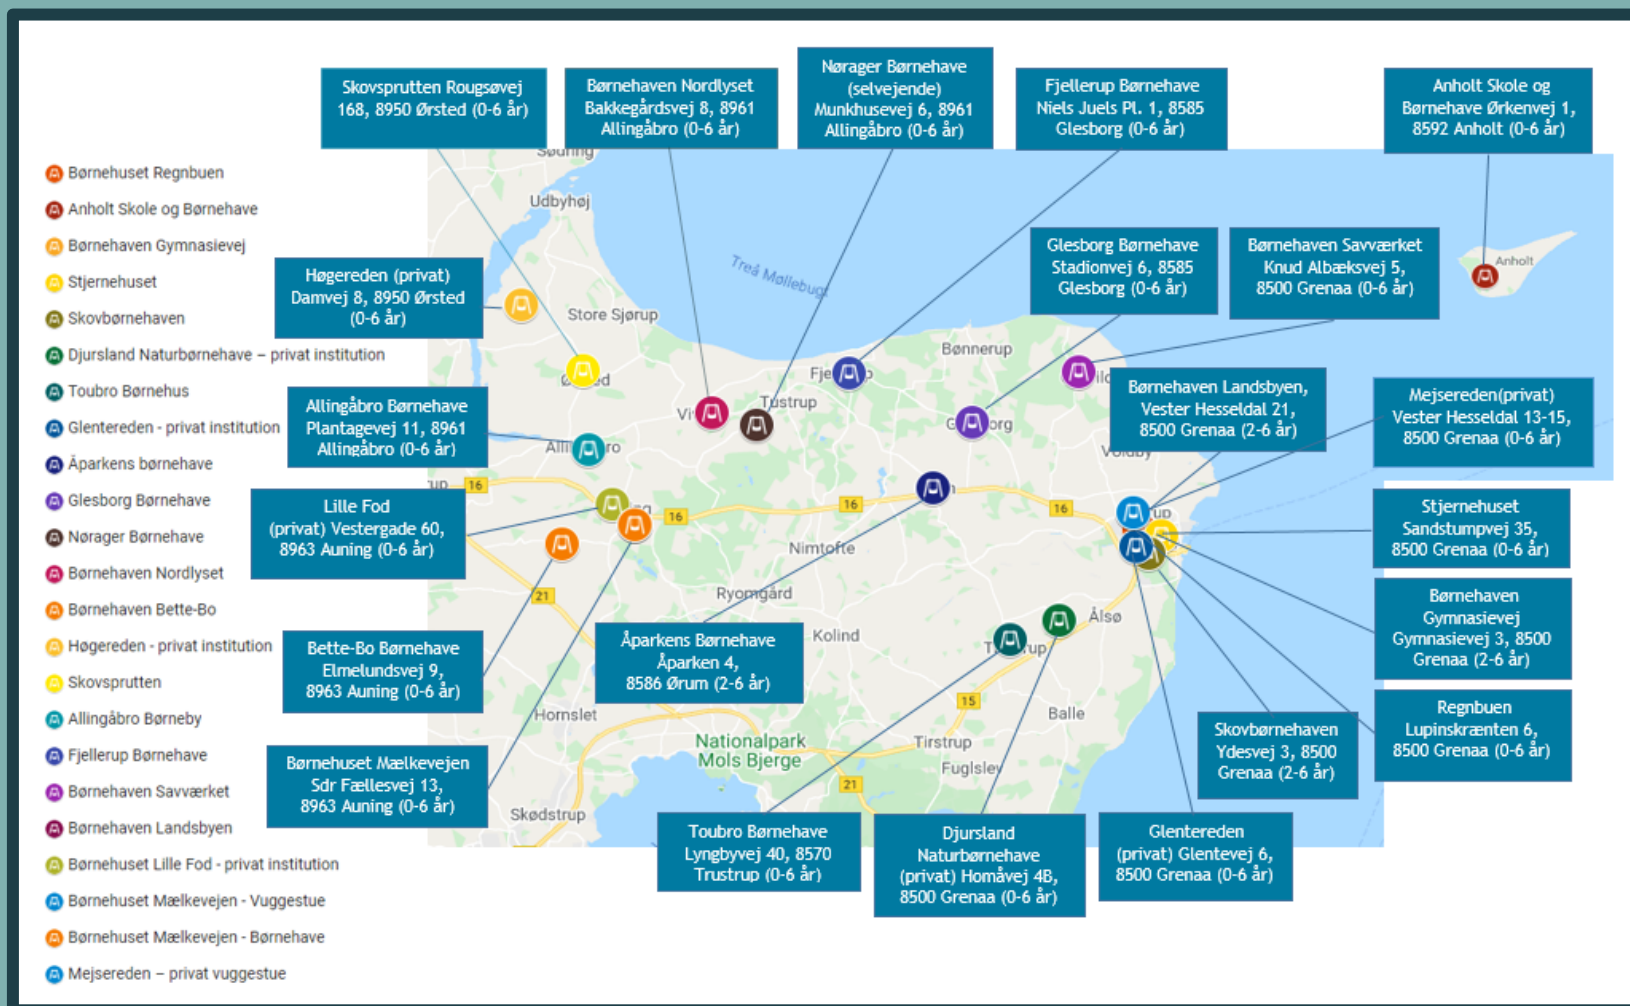 Skovsprutten Rougsøvej
168, 8950 Ørsted (0-6 år)
Børnehaven Nordlyset
Bakkegårdsvej 8, 8961
Allingåbro (0-6 år)
Nørager Børnehave
(selvejende)
Munkhusevej 6, 8961
Allingåbro (0-6 år)
Fjellerup Børnehave
Niels Juels Pl. 1, 8585
Glesborg (0-6 år)
Anholt Skole og
Børnehave Ørkenvej 1,
8592 Anholt (0-6 år)
Børnehuset Regnbuen
Anholt Skole og Børnehave
Børnehaven Gymnasievej
Stjernehuset
Skovbørnehaven
Djursland Naturbørnehave – privat institution
Toubro Børnehus
Glentereden - privat institution
Åparkens børnehave
Glesborg Børnehave
Nørager Børnehave
Børnehaven Nordlyset
Børnehaven Bette-Bo
Høgereden - privat institution
Skovsprutten
Allingåbro Børneby
Fjellerup Børnehave
Børnehaven Savværket
Børnehaven Landsbyen
Børnehuset Lille Fod - privat institution
Børnehuset Mælkevejen - Vuggestue
Børnehuset Mælkevejen - Børnehave
Mejsereden – privat vuggestue
Høgereden (privat)
Damvej 8, 8950 Ørsted
(0-6 år)
Allingåbro Børnehave
Plantagevej 11, 8961
Allingåbro (0-6 år)
Lille Fod
(privat) Vestergade 60,
8963 Auning (0-6 år)
Bette-Bo Børnehave
Elmelundsvej 9,
8963 Auning (0-6 år)
Børnehuset Mælkevejen
Sdr Fællesvej 13,
8963 Auning (0-6 år)
Glesborg Børnehave
Stadionvej 6, 8585
Glesborg (0-6 år)
Børnehaven Savværket
Knud Albæksvej 5,
8500 Grenaa (0-6 år)
Børnehaven Landsbyen,
Vester Hesseldal 21,
8500 Grenaa (2-6 år)
Mejsereden(privat)
Vester Hesseldal 13-15,
8500 Grenaa (0-6 år)
Stjernehuset
Sandstumpvej 35,
8500 Grenaa (0-6 år)
Børnehaven
Gymnasievej
Gymnasievej 3, 8500
Grenaa (2-6 år)
Regnbuen
Lupinskrænten 6,
8500 Grenaa (0-6 år)
Skovbørnehaven
Ydesvej 3, 8500
Grenaa (2-6 år)
Åparkens Børnehave
Åparken 4,
8586 Ørum (2-6 år)
Toubro Børnehave
Lyngbyvej 40, 8570
Trustrup (0-6 år)
Djursland
Naturbørnehave
(privat) Homåvej 4B,
8500 Grenaa (0-6 år)
Glentereden
(privat) Glentevej 6,
8500 Grenaa (0-6 år)
Udbyhøj
Treå Møllebugt
Anholt
Store Sjørup
Bønnerup
Tustrup
Voldby
16
16
16
16
Nimtofte
21
Ryomgård
Kolind
Ålsø
15
Hornslet
Balle
Nationalpark
Mols Bjerge
Tirstrup
Fuglslev
21
Skødstrup